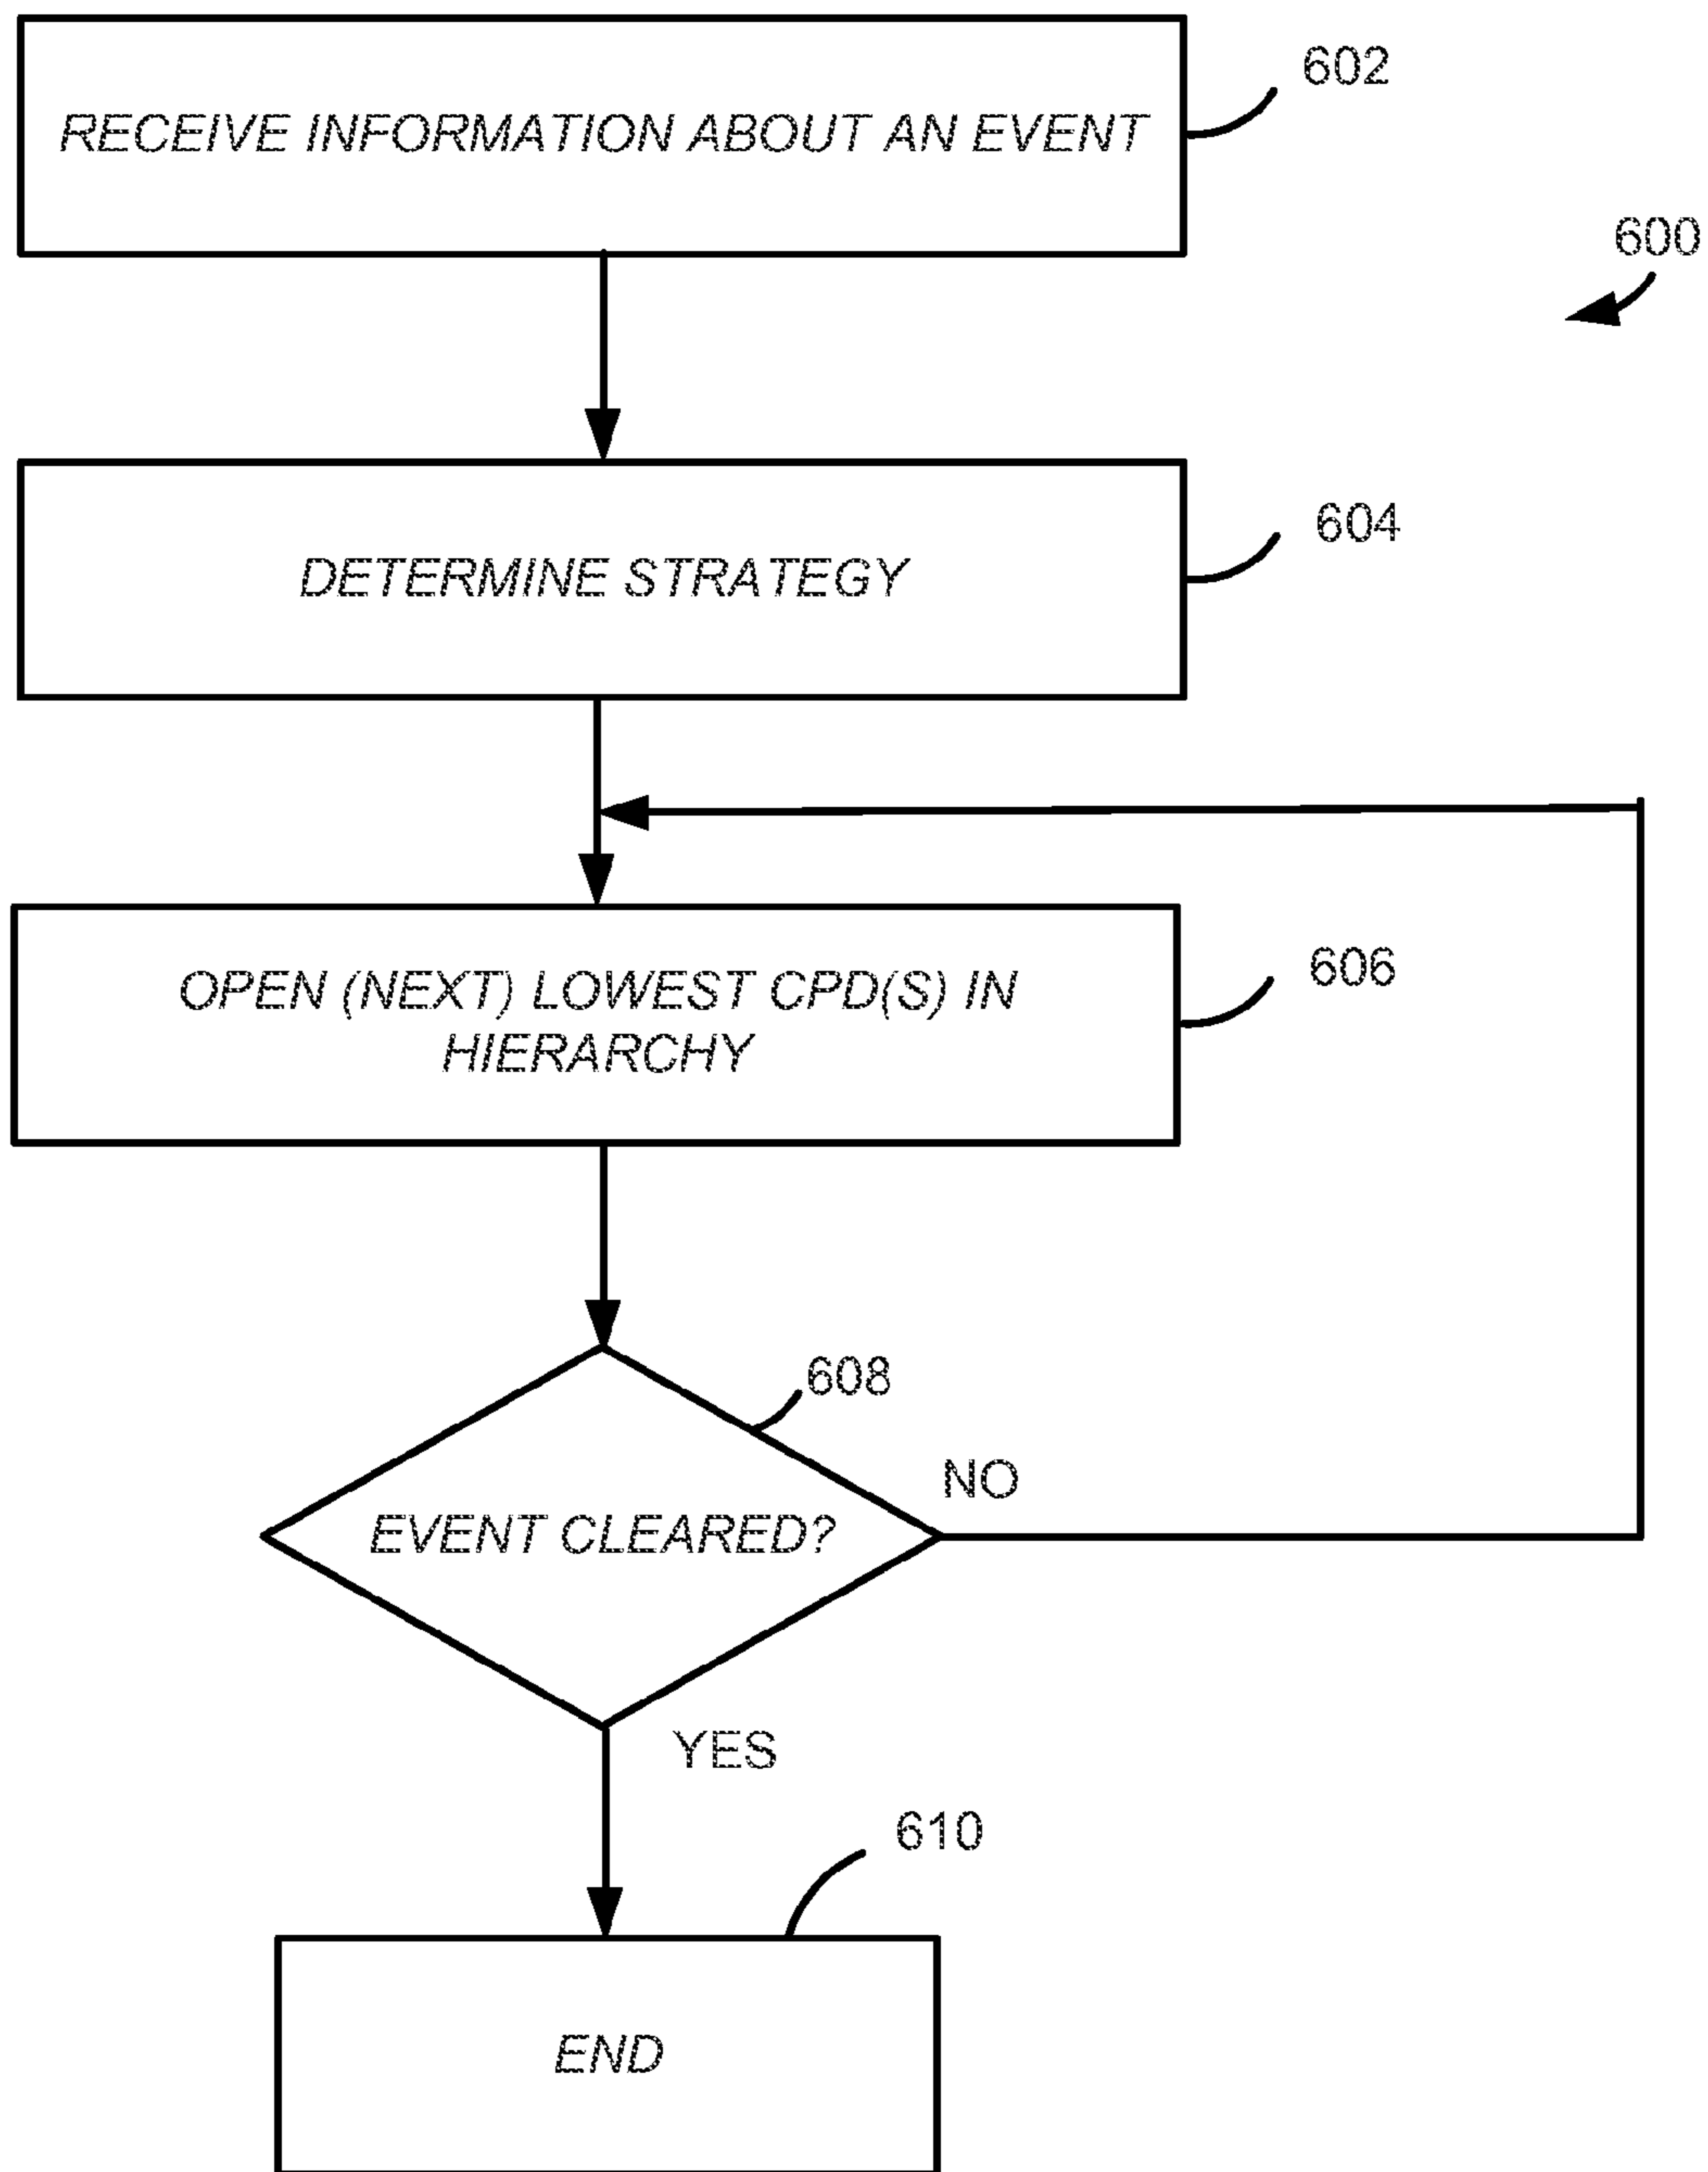 RECEIVE INFORMATION ABOUT AN EVENT
602
600
DETERMINE STRATEGY
604
OPEN (NEXT) LOWEST CPD(S) IN
HIERARCHY
606
608
EVENT CLEARED?
NO
YES
610
END